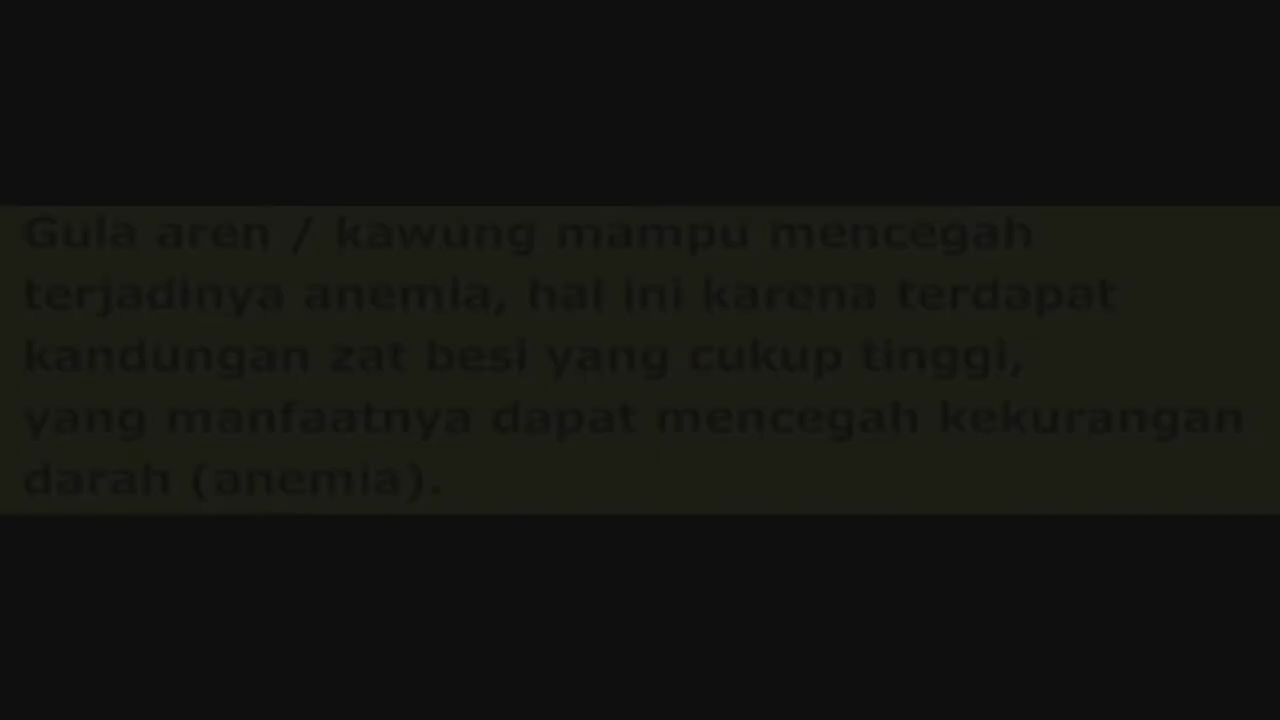 Gula aren / kawung mampu mencegah
terjadinya anemia, hal ini karena terdapat
kandungan zat besi yang cukup tinggi,
yang manfaatnya dapat mencegah kekurangan
darah (anemia).